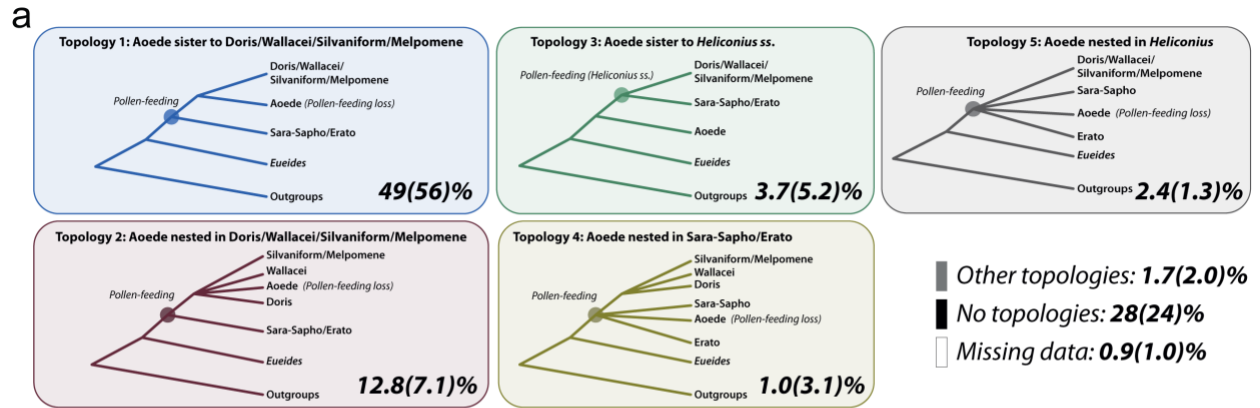 a
Topology 1: Aoede sister to Doris/Wallacei/Silvaniform/Melpomene
Doris/Wallacei/
Silvaniform/Melpomene
Pollen-feeding
Aoede (Pollen-feeding loss)
Sara-Sapho/Erato
Eueides
Outgroups
49(56)%
Topology 3: Aoede sister to Heliconius ss.
Doris/Wallacei/
Silvaniform/Melpomene
Pollen-feeding (Heliconius ss.)
Sara-Sapho/Erato
Aoede
Eueides
Outgroups
3.7(5.2)%
Topology 5: Aoede nested in Heliconius
Doris/Wallacei/
Silvaniform/Melpomene
Pollen-feeding
Sara-Sapho
Aoede (Pollen-feeding loss)
Erato
Eueides
Outgroups
2.4(1.3)%
Topology 2: Aoede nested in Doris/Wallacei/Silvaniform/Melpomene
Silvaniform/Melpomene
Wallacei
Aoede (Pollen-feeding loss)
Pollen-feeding
Doris
Sara-Sapho/Erato
Eueides
Outgroups
12.8(7.1)%
Topology 4: Aoede nested in Sara-Sapho/Erato
Silvaniform/Melpomene
Wallacei
Doris
Pollen-feeding
Sara-Sapho
Aoede (Pollen-feeding loss)
Erato
Eueides
Outgroups
1.0(3.1)%
Other topologies: 1.7(2.0)%
No topologies: 28(24)%
Missing data: 0.9(1.0)%